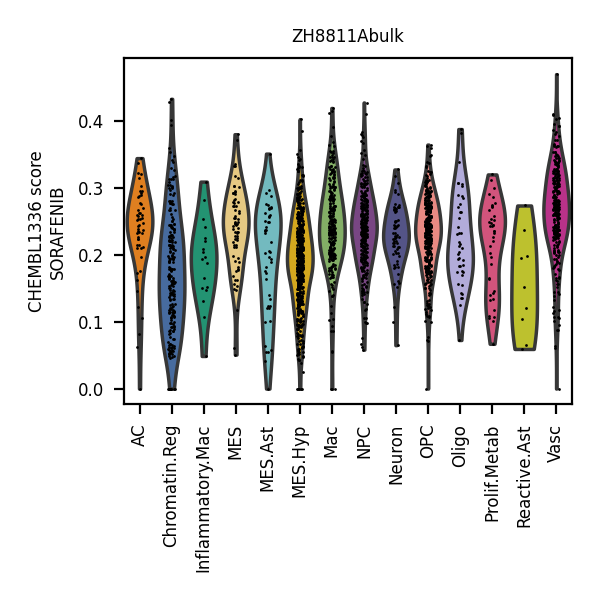 ZH8811Abulk
CHEMBL1336 score
SORAFENIB
0.4
0.3
0.2
0.1
0.0
AC
Chromatin.Reg
Inflammatory.Mac
MES
MES.Ast
MES.Hyp
Mac
NPC
Neuron
OPC
Oligo
Prolif.Metab
Reactive.Ast
Vasc